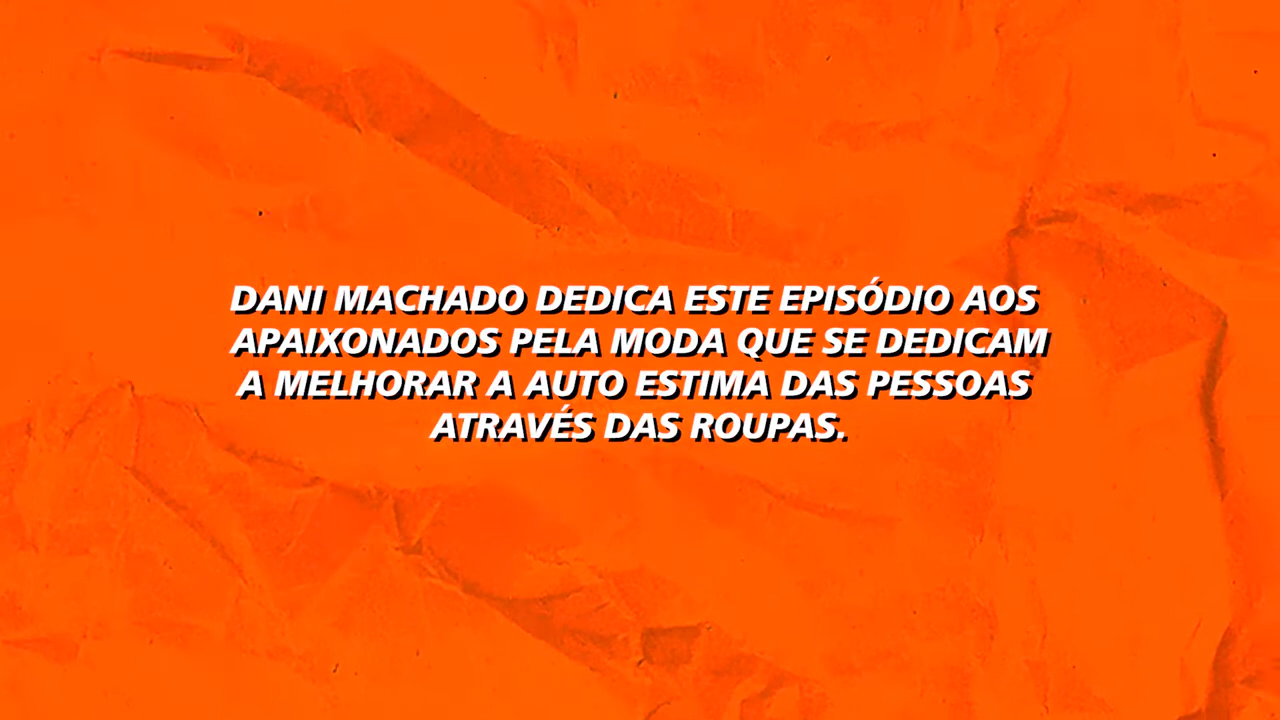 DANI MACHADO DEDICA ESTE EPISÓDIO AOS
APAIXONADOS PELA MODA QUE SE DEDICAM
A MELHORAR A AUTO ESTIMA DAS PESSOAS
ATRAVÉS DAS ROUPAS.